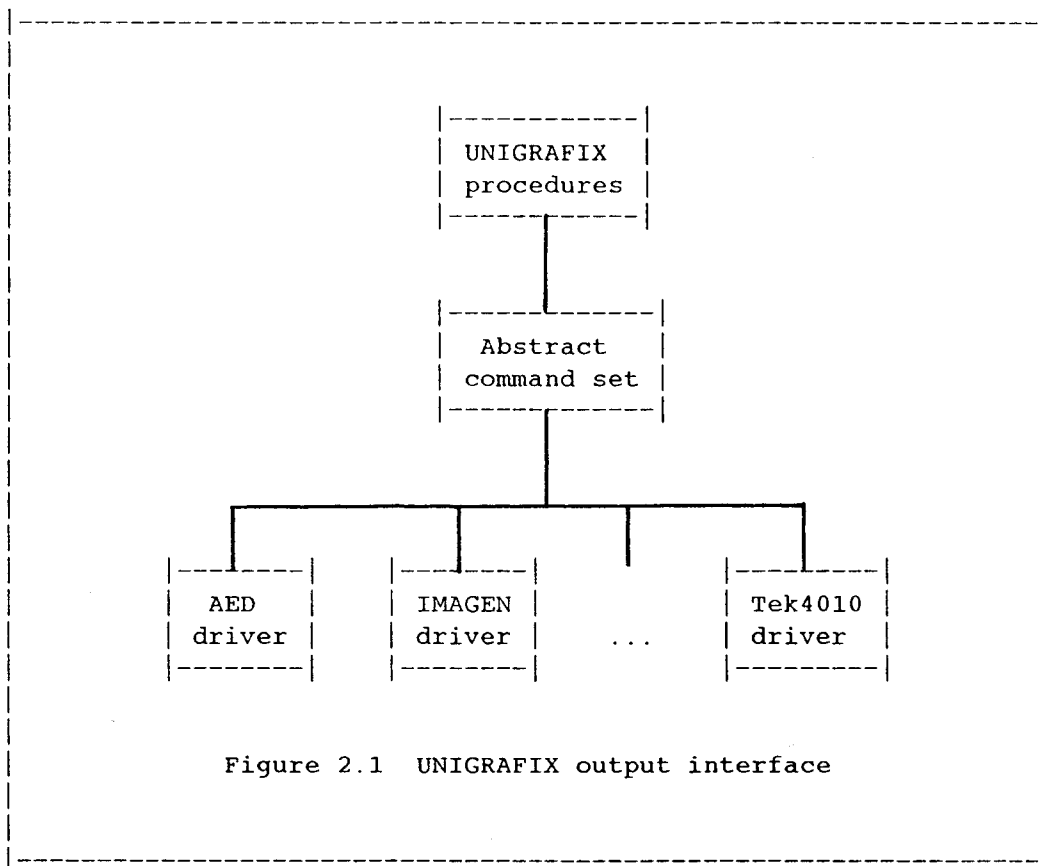 UNIGRAFIX
procedures
Abstract
command set
AED
driver
IMAGEN
driver
...
Tek4010
driver
Figure 2.1 UNIGRAFIX output interface